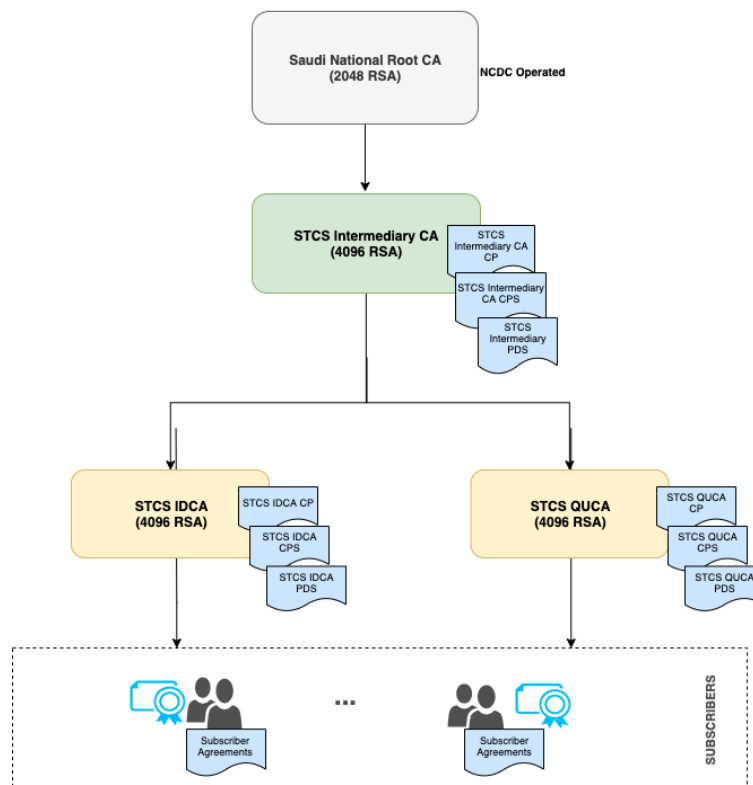 Saudi National Root CA
(2048 RSA)
NCDC Operated
STCS Intermediary CA
(4096 RSA)
STCS
Intermediary CA
CP
STCS Intermediary
CA CPS
STCS
Intermediary
PDS
STCS IDCA
(4096 RSA)
STCS IDCA CP
STCS IDCA
CPS
STCS IDCA
PDS
STCS QUCA
(4096 RSA)
STCS QUCA
CP
STCS QUCA
CPS
STCS QUCA
PDS
...
Subscriber
Agreements
Subscriber
Agreements
SUBSCRIBERS